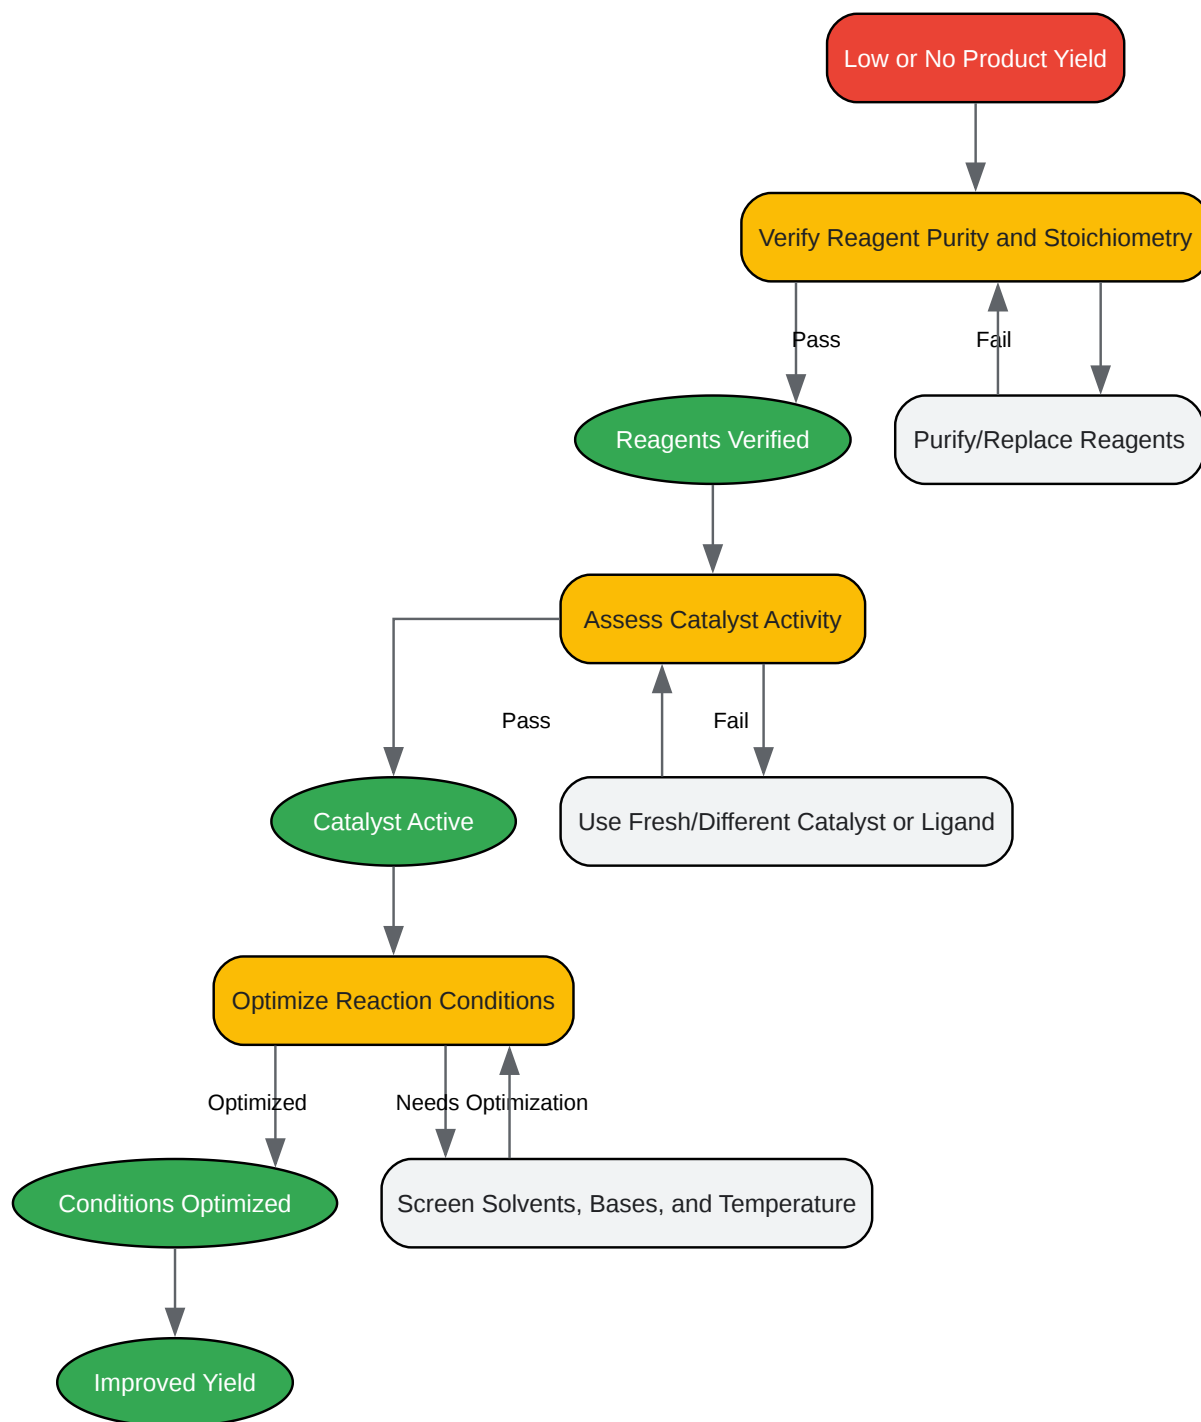 Low or No Product Yield
Verify Reagent Purity and Stoichiometry
Pass
Fail
Reagents Verified
Purify/Replace Reagents
Assess Catalyst Activity
Pass
Fail
Catalyst Active
Use Fresh/Different Catalyst or Ligand
Optimize Reaction Conditions
Optimized
Needs Optimization
Conditions Optimized
Screen Solvents, Bases, and Temperature
Improved Yield